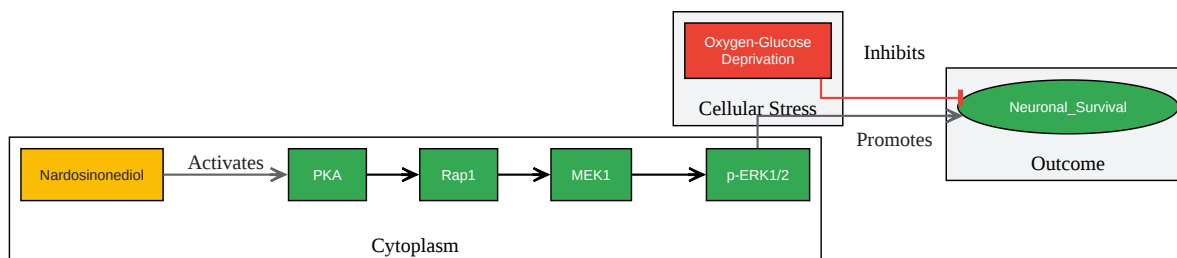 Oxygen-Glucose
Deprivation
Inhibits
Cellular Stress
Neuronal_Survival
Promotes
Outcome
Nardosinonediol
Activates
PKA
Rap1
MEK1
p-ERK1/2
Cytoplasm